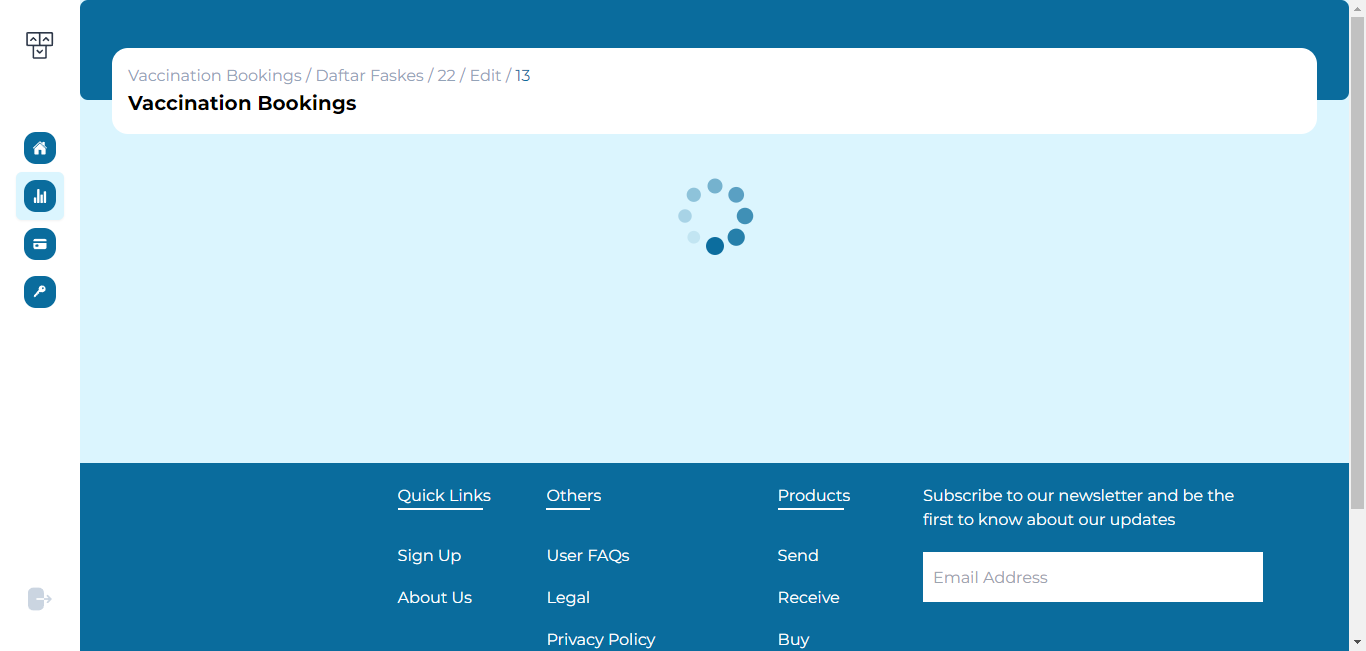 Vaccination Bookings / Daftar Faskes / 22 / Edit / 13
Vaccination Bookings
Quick Links
Sign Up
About Us
Others
User FAQs
Legal
Privacy Policy
Products
Send
Receive
Buy
Subscribe to our newsletter and be the
first to know about our updates
Email Address